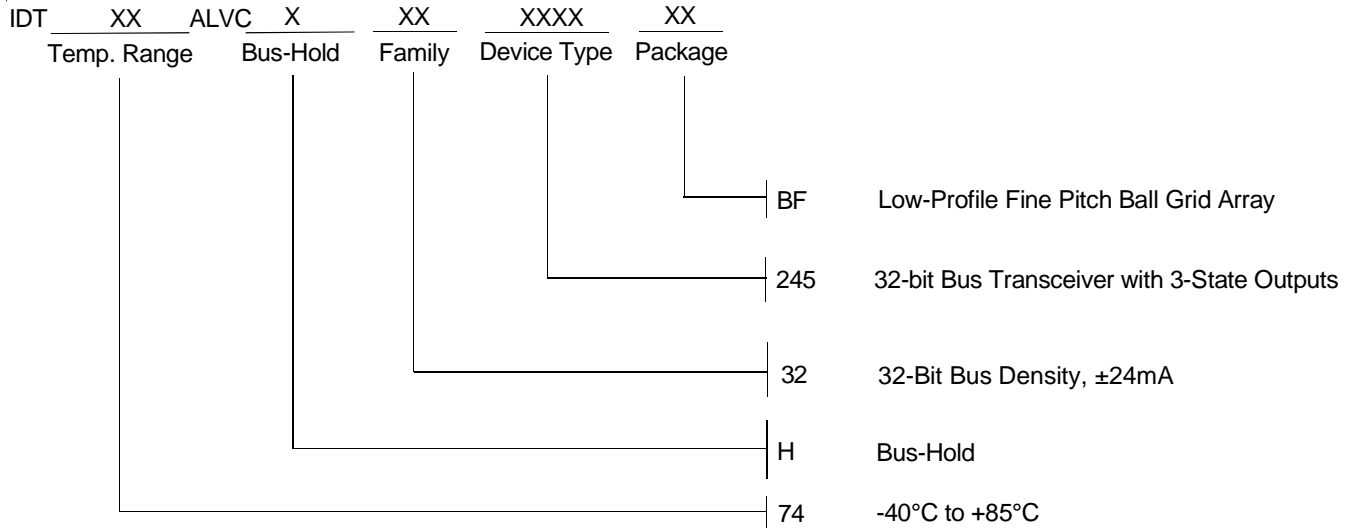 IDT XX ALVC X XX XXXX XX
Temp. Range Bus-Hold Family Device Type Package
BF Low-Profile Fine Pitch Ball Grid Array
245 32-bit Bus Transceiver with 3-State Outputs
32 32-Bit Bus Density, ±24mA
H Bus-Hold
74 -40°C to +85°C